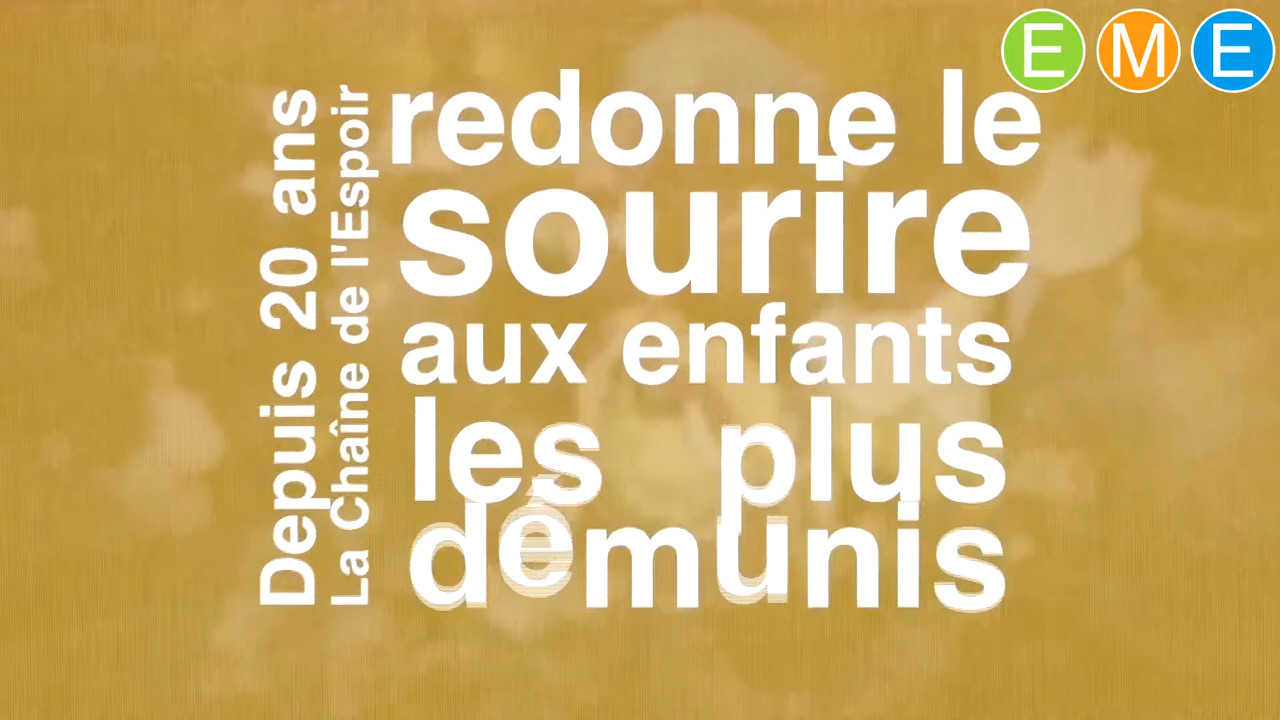 Depuis 20 ans
La Chaîne de l'Espoir
redonne le
sourire
aux enfants
les plus
démunis
E M E